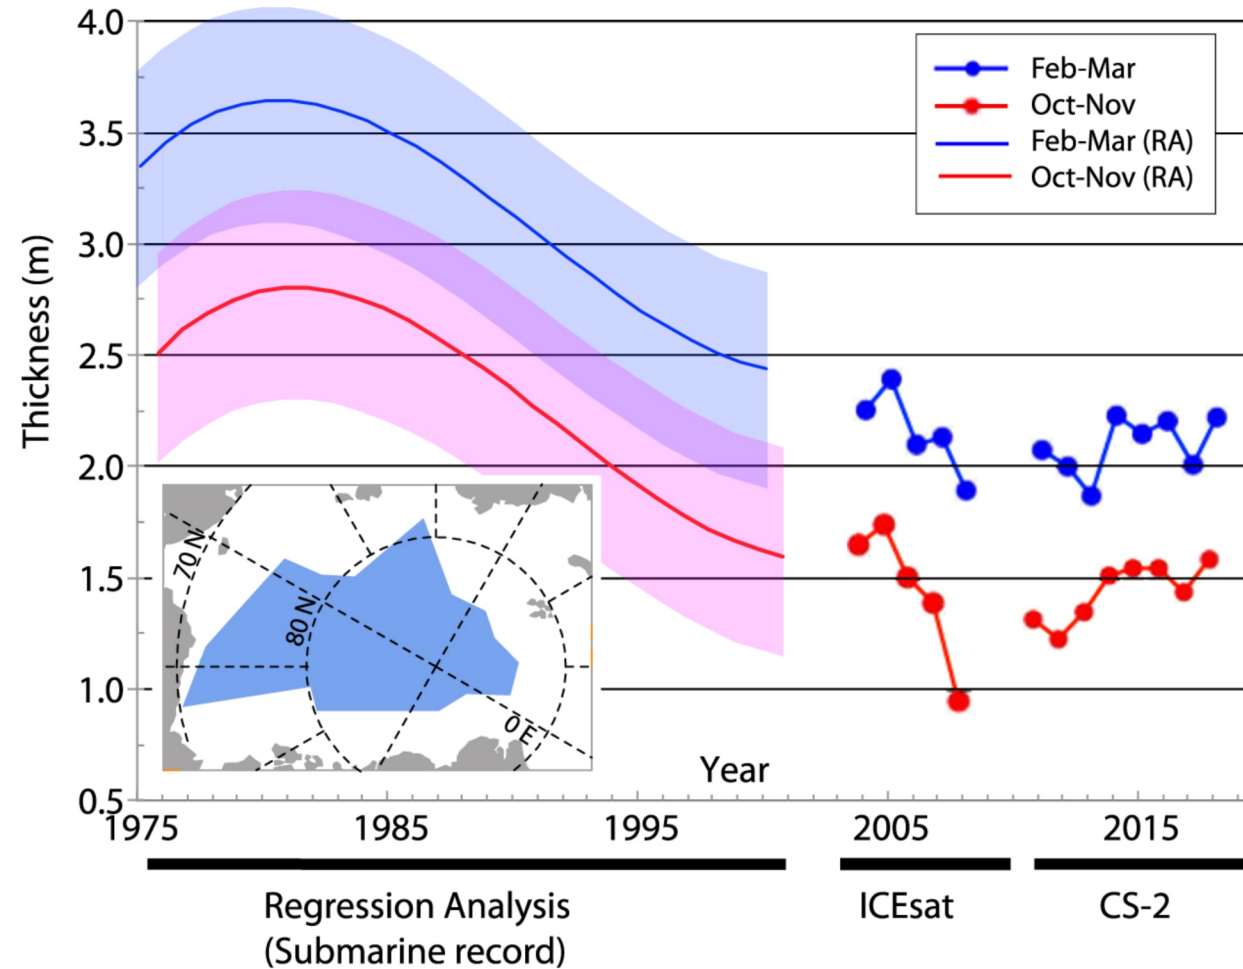 4.0
3.5
3.0
2.5
2.0
1.5
1.0
0.5
Thickness (m)
Feb-Mar
Oct-Nov
Feb-Mar (RA)
Oct-Nov (RA)
70 N
80 N
0 E
Year
1975 1985 1995 2005 2015
Regression Analysis
(Submarine record)
ICEsat
CS-2